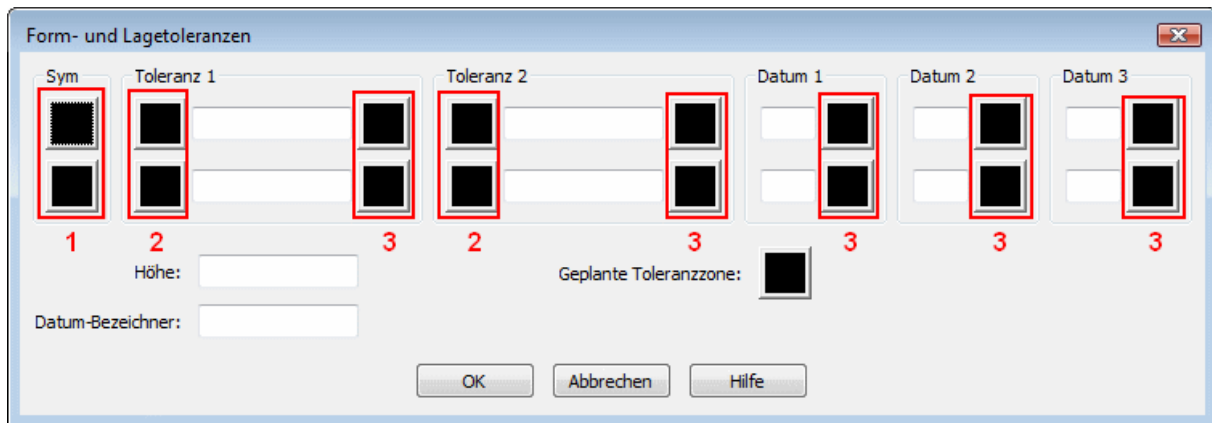 Form- und Lagetoleranzen
Sym Toleranz 1 Toleranz 2 Datum 1 Datum 2 Datum 3
1 2 3 2 3 3 3 3
Höhe: Geplante Toleranzzone:
Datum-Bezeichner:
OK Abbrechen Hilfe